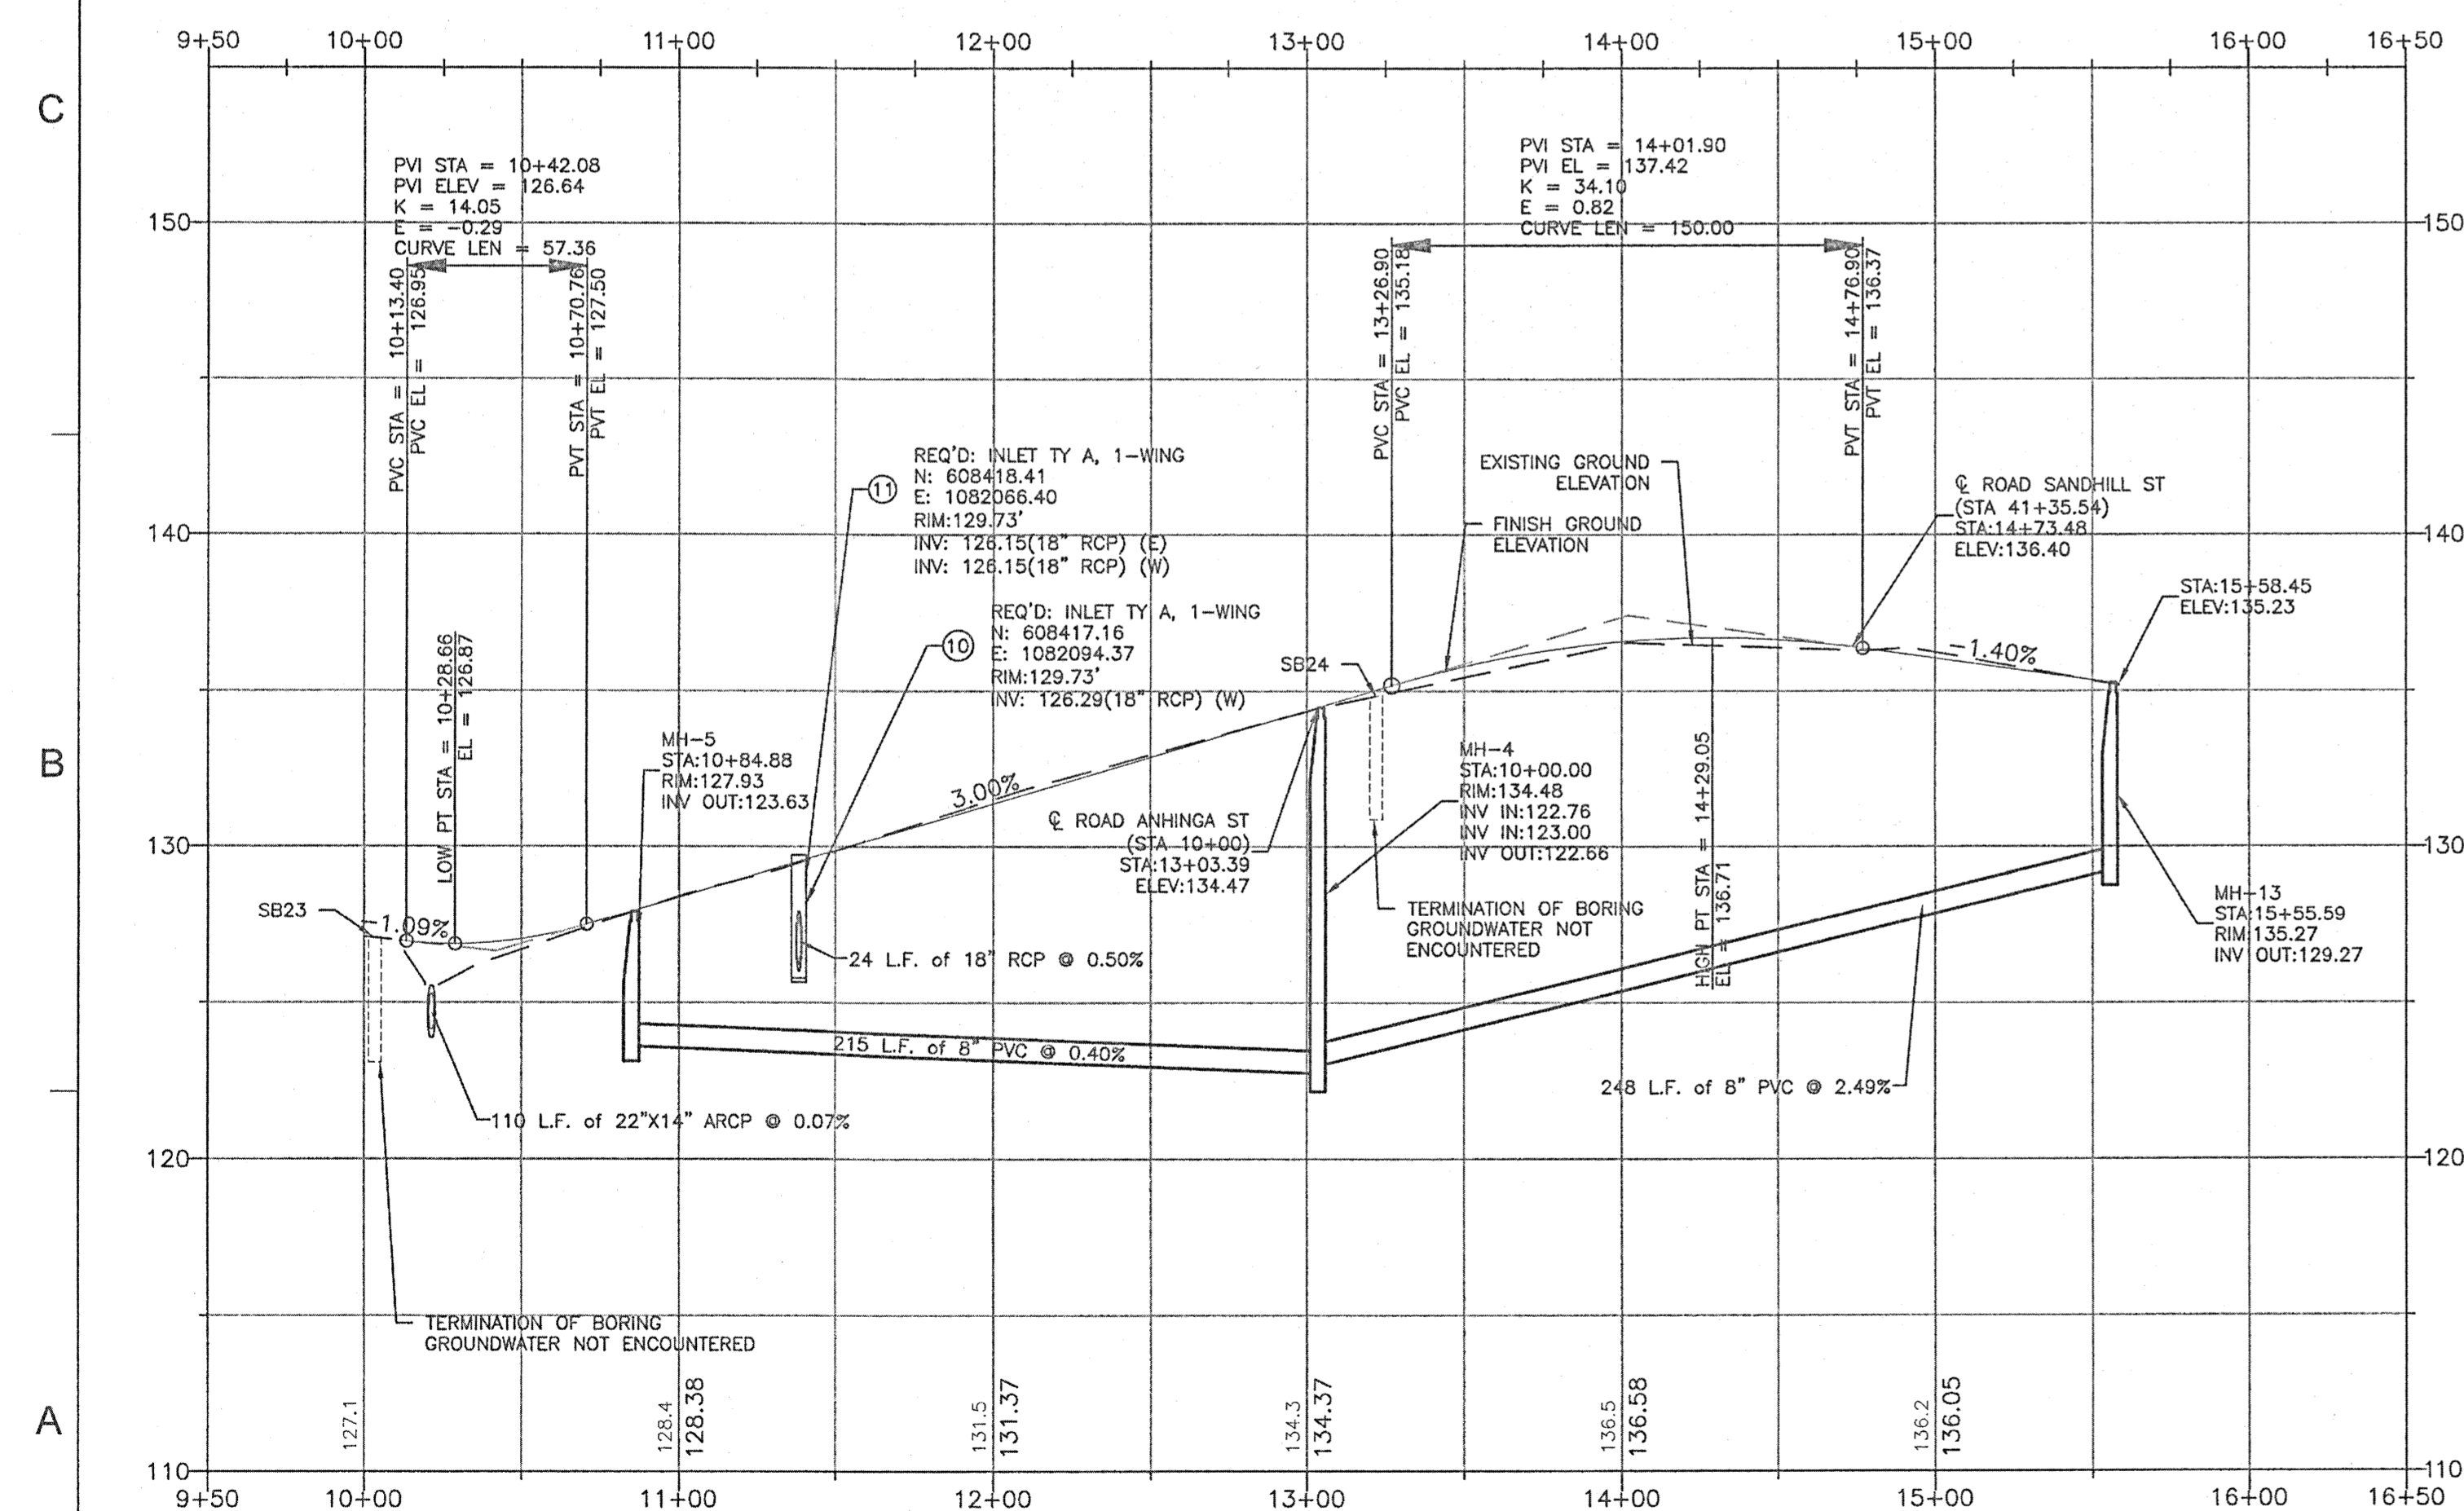 9+50 10+00 11+00 12+00 13+00 14+00 15+00 16+00 16+50
C
PVI STA = 10+42.08
PVI ELEV = 126.64
K = 14.05
E = -0.29
CURVE LEN = 57.36
PVI STA = 14+01.90
PVI EL = 137.42
K = 34.10
E = 0.82
CURVE LEN = 150.00
150 150
PVC STA = 10+13.40
PVC EL = 126.95
PVT STA = 10+70.76
PVT EL = 127.50
PVC STA = 13+26.90
PVC EL = 135.18
PVT STA = 14+76.90
PVT EL = 136.37
11
REQ'D: INLET TY A, 1-WING
N: 608418.41
E: 1082066.40
RIM:129.73'
INV: 126.15(18" RCP) (E)
INV: 126.15(18" RCP) (W)
EXISTING GROUND
ELEVATION
FINISH GROUND
ELEVATION
℄ ROAD SANDHILL ST
(STA 41+35.54)
STA:14+73.48
ELEV:136.40
140 140
STA:15+58.45
ELEV:135.23
10
REQ'D: INLET TY A, 1-WING
N: 608417.16
E: 1082094.37
RIM:129.73'
INV: 126.29(18" RCP) (W)
LOW PT STA = 10+28.66
EL = 126.87
SB24
-1.40%
B
MH-5
STA:10+84.88
RIM:127.93
INV OUT:123.63
3.00%
℄ ROAD ANHINGA ST
(STA 10+00)
STA:13+03.39
ELEV:134.47
MH-4
STA:10+00.00
RIM:134.48
INV IN:122.76
INV IN:123.00
INV OUT:122.66
HIGH PT STA = 14+29.05
EL = 136.71
130 130
SB23
-1.09%
TERMINATION OF BORING
GROUNDWATER NOT
ENCOUNTERED
MH-13
STA:15+55.59
RIM:135.27
INV OUT:129.27
24 L.F. of 18" RCP @ 0.50%
215 L.F. of 8" PVC @ 0.40%
248 L.F. of 8" PVC @ 2.49%
110 L.F. of 22"X14" ARCP @ 0.07%
120 120
TERMINATION OF BORING
GROUNDWATER NOT ENCOUNTERED
A
127.1
128.4
128.38
131.5
131.37
134.3
134.37
136.5
136.58
136.2
136.05
110 110
9+50 10+00 11+00 12+00 13+00 14+00 15+00 16+00 16+50